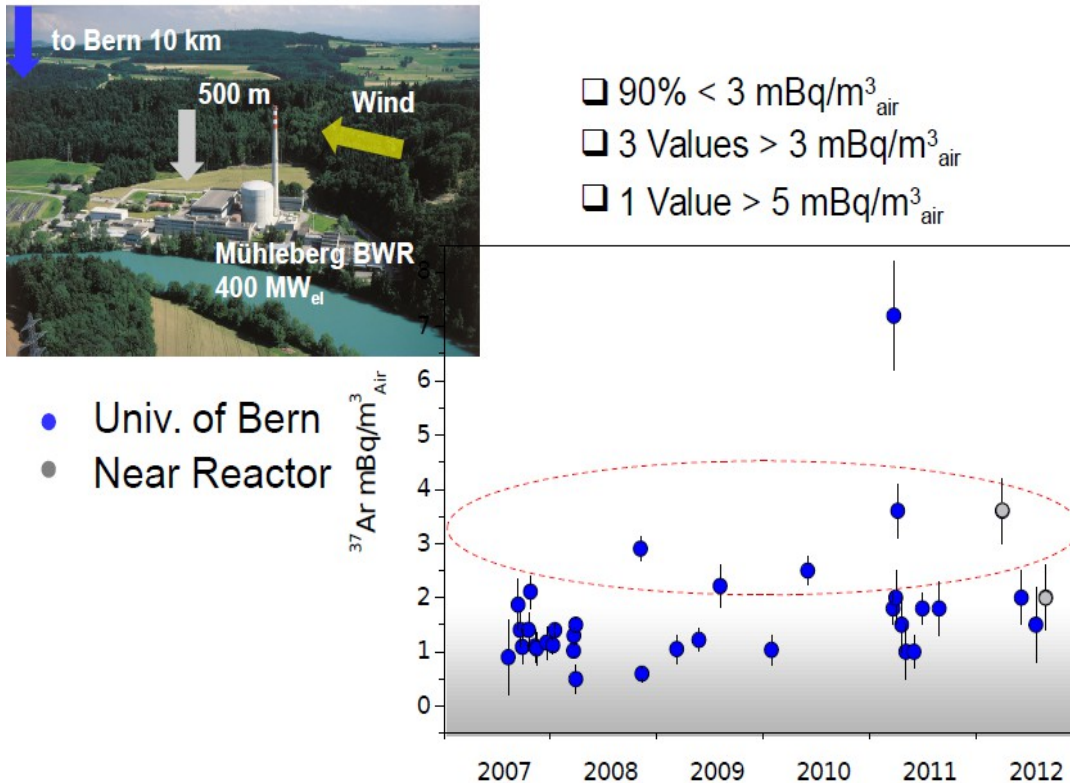 to Bern 10 km
500 m
Wind
Mühleberg BWR
400 MWel
❑ 90% < 3 mBq/m³air
❑ 3 Values > 3 mBq/m³air
❑ 1 Value > 5 mBq/m³air
Univ. of Bern
Near Reactor
³⁷Ar mBq/m³Air
8
7
6
5
4
3
2
1
0
2007 2008 2009 2010 2011 2012